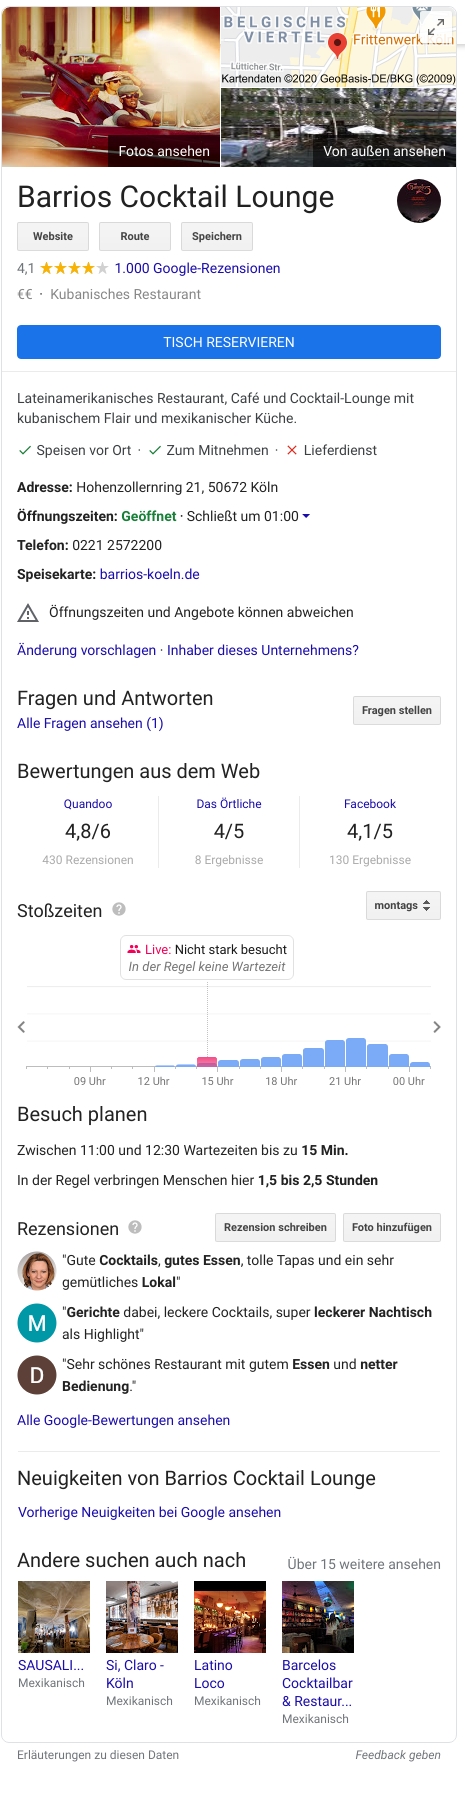 BELGISCHES
VIERTEL
Frittenwerk Köln
Lütticher Str.
Kartendaten ©2020 GeoBasis-DE/BKG (©2009)
Fotos ansehen
Von außen ansehen
Barrios Cocktail Lounge
Website
Route
Speichern
4,1
1.000 Google-Rezensionen
€€ · Kubanisches Restaurant
TISCH RESERVIEREN
Lateinamerikanisches Restaurant, Café und Cocktail-Lounge mit
kubanischem Flair und mexikanischer Küche.
Speisen vor Ort · Zum Mitnehmen · Lieferdienst
Adresse: Hohenzollernring 21, 50672 Köln
Öffnungszeiten: Geöffnet · Schließt um 01:00
Telefon: 0221 2572200
Speisekarte: barrios-koeln.de
Öffnungszeiten und Angebote können abweichen
Änderung vorschlagen · Inhaber dieses Unternehmens?
Fragen und Antworten
Alle Fragen ansehen (1)
Fragen stellen
Bewertungen aus dem Web
Quandoo
Das Örtliche
Facebook
4,8/6
4/5
4,1/5
430 Rezensionen
8 Ergebnisse
130 Ergebnisse
Stoßzeiten
montags
Live: Nicht stark besucht
In der Regel keine Wartezeit
09 Uhr
12 Uhr
15 Uhr
18 Uhr
21 Uhr
00 Uhr
Besuch planen
Zwischen 11:00 und 12:30 Wartezeiten bis zu 15 Min.
In der Regel verbringen Menschen hier 1,5 bis 2,5 Stunden
Rezensionen
Rezension schreiben
Foto hinzufügen
"Gute Cocktails, gutes Essen, tolle Tapas und ein sehr
gemütliches Lokal"
M
"Gerichte dabei, leckere Cocktails, super leckerer Nachtisch
als Highlight"
D
"Sehr schönes Restaurant mit gutem Essen und netter
Bedienung."
Alle Google-Bewertungen ansehen
Neuigkeiten von Barrios Cocktail Lounge
Vorherige Neuigkeiten bei Google ansehen
Andere suchen auch nach
Über 15 weitere ansehen
SAUSALI...
Mexikanisch
Si, Claro -
Köln
Mexikanisch
Latino
Loco
Mexikanisch
Barcelos
Cocktailbar
& Restaur...
Mexikanisch
Erläuterungen zu diesen Daten
Feedback geben